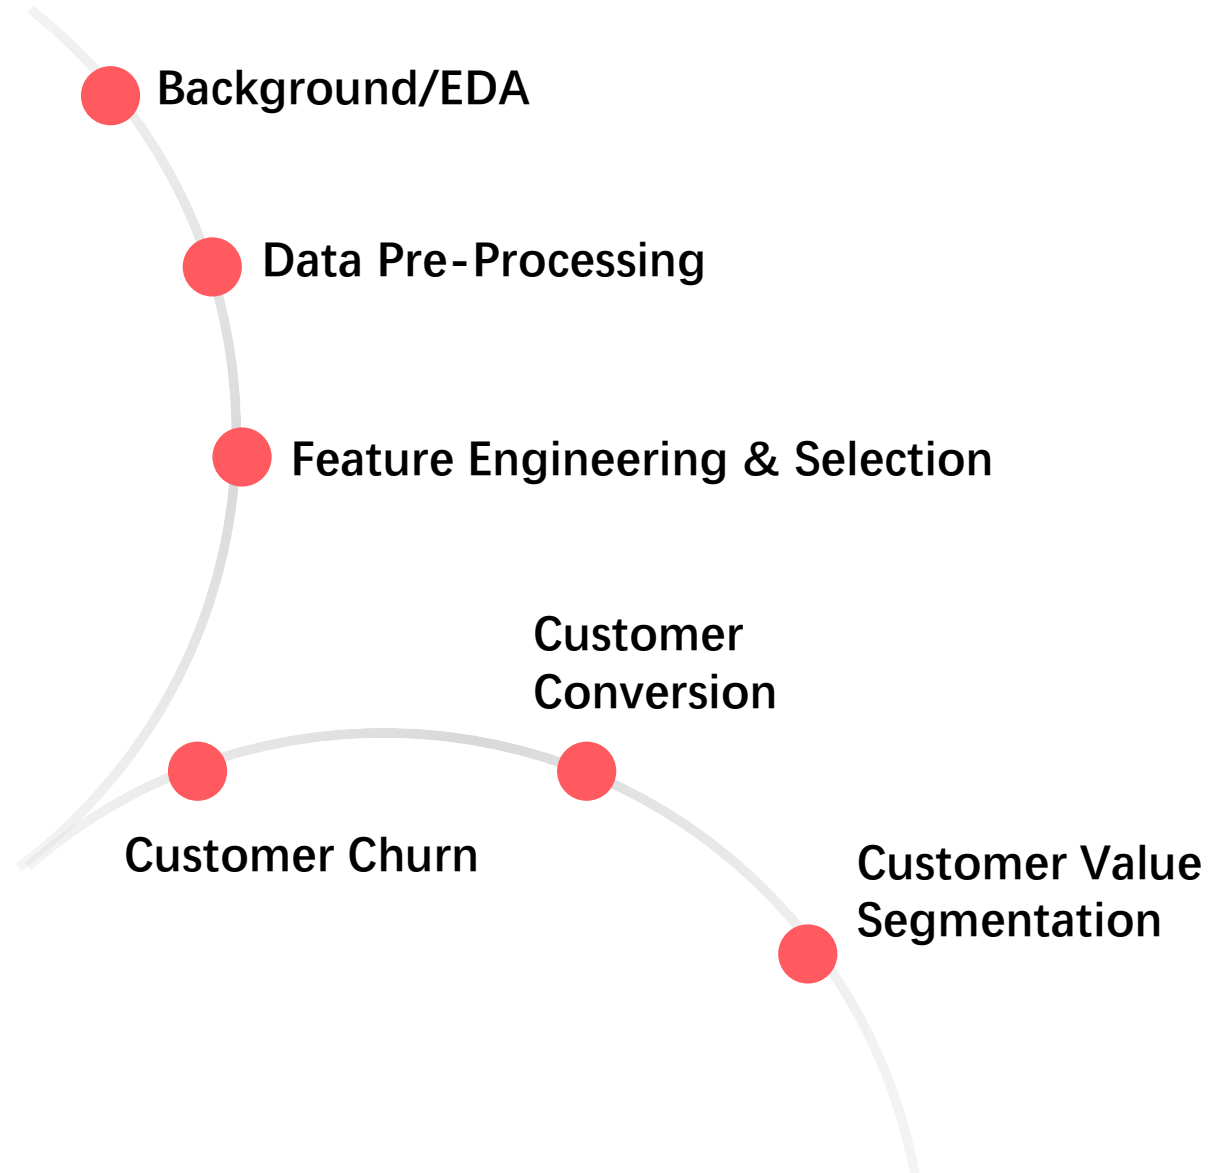 Background/EDA
Data Pre-Processing
Feature Engineering & Selection
Customer
Conversion
Customer Churn
Customer Value
Segmentation